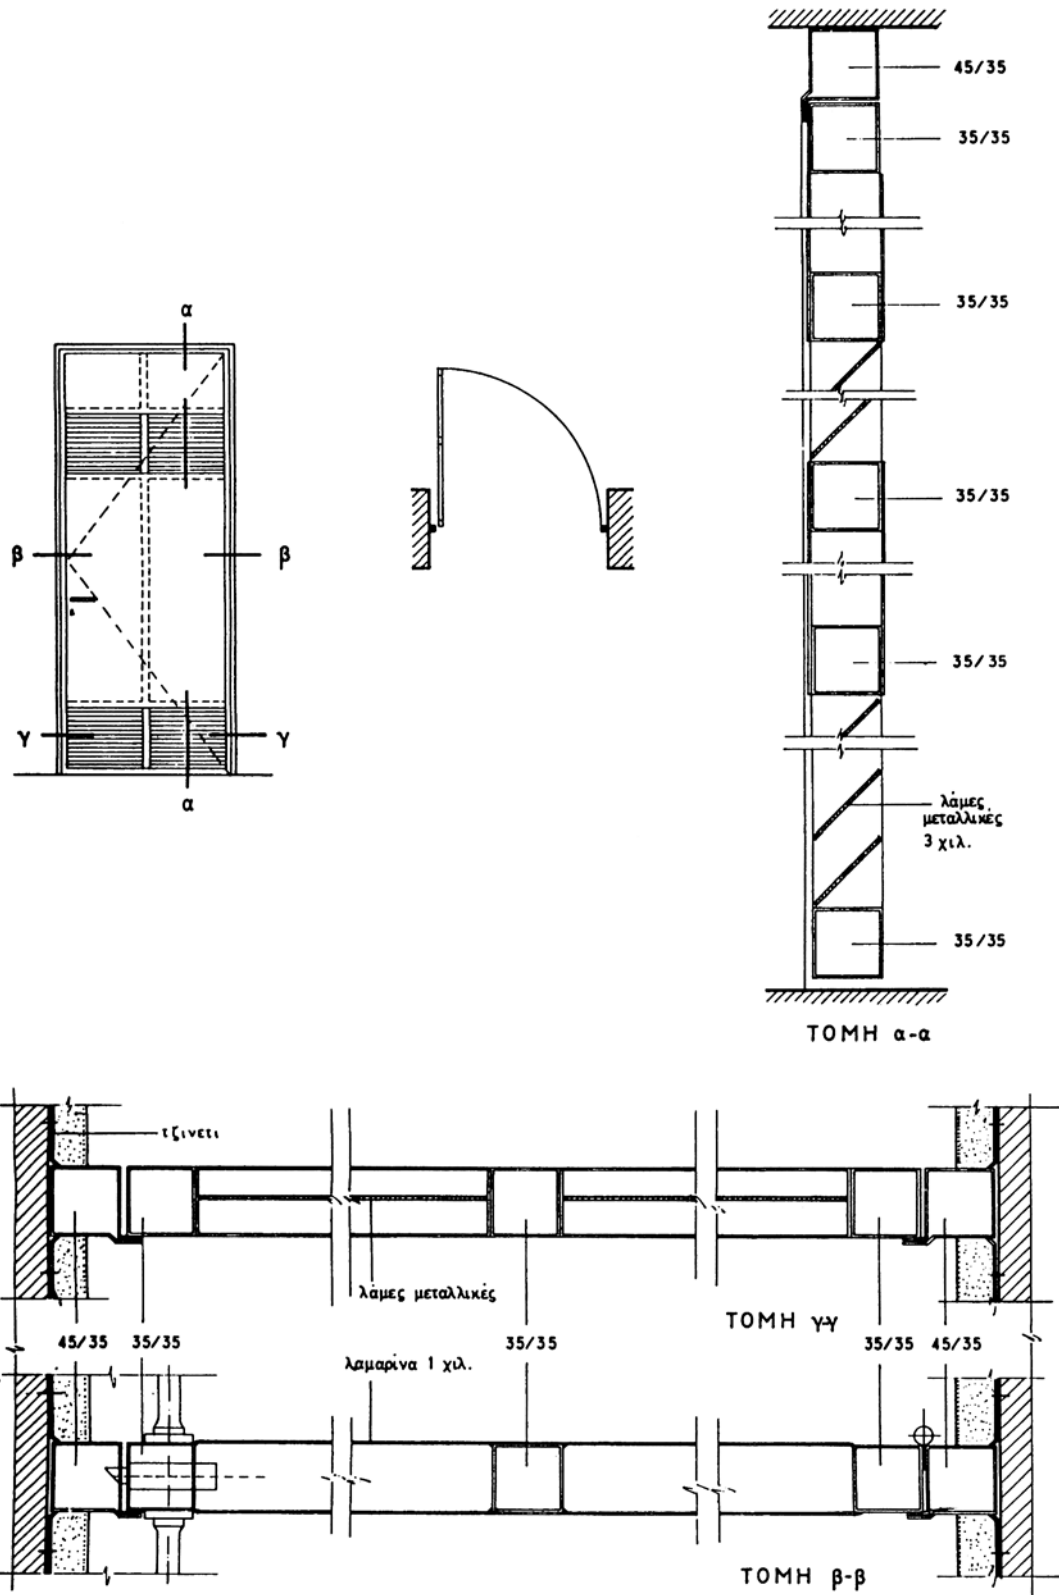 45/35
35/35
35/35
35/35
35/35
λάμες
μεταλλικές
3 χιλ.
35/35
ΤΟΜΗ α-α
α
β
β
γ
γ
α
τζινετι
λάμες μεταλλικές
ΤΟΜΗ γ-γ
45/35
35/35
35/35
35/35
45/35
λαμαρίνα 1 χιλ.
ΤΟΜΗ β-β